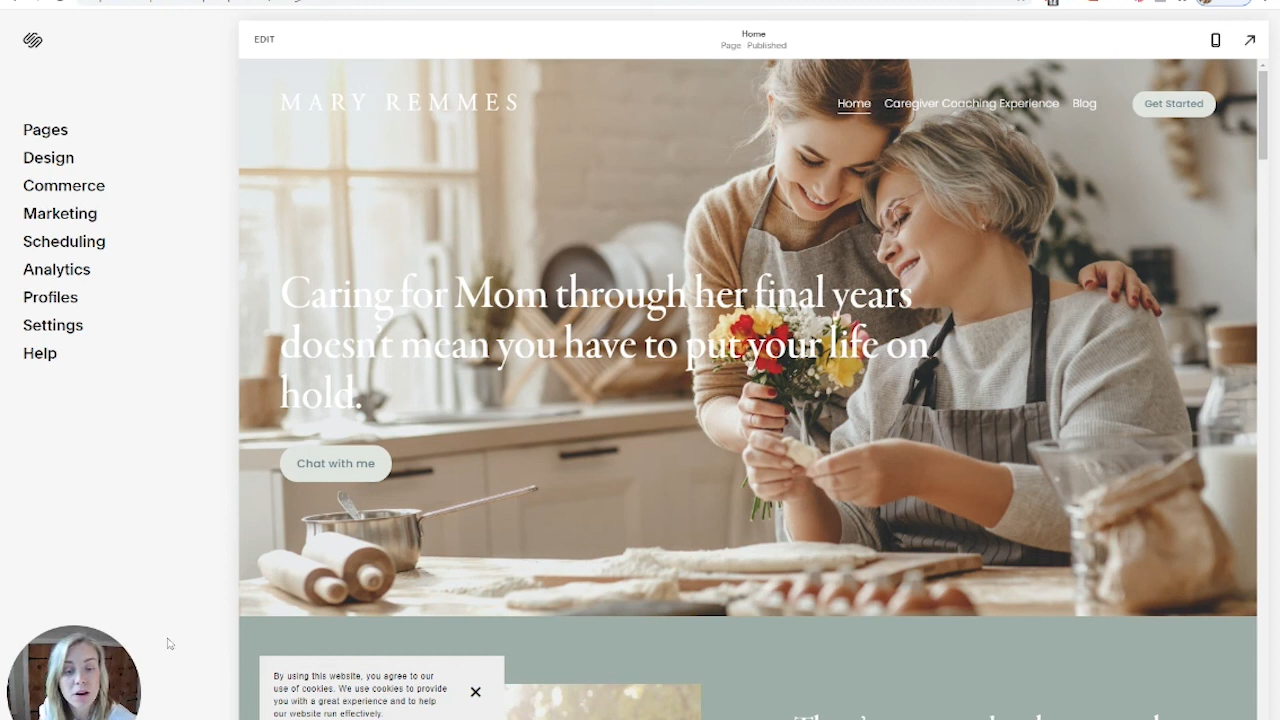 EDIT
Home
Page · Published
Pages
Design
Commerce
Marketing
Scheduling
Analytics
Profiles
Settings
Help
MARY REMMES
Home Caregiver Coaching Experience Blog Get Started
Caring for Mom through her final years
doesn't mean you have to put your life on
hold.
Chat with me
By using this website, you agree to our
use of cookies. We use cookies to provide
you with a great experience and to help
our website run effectively.